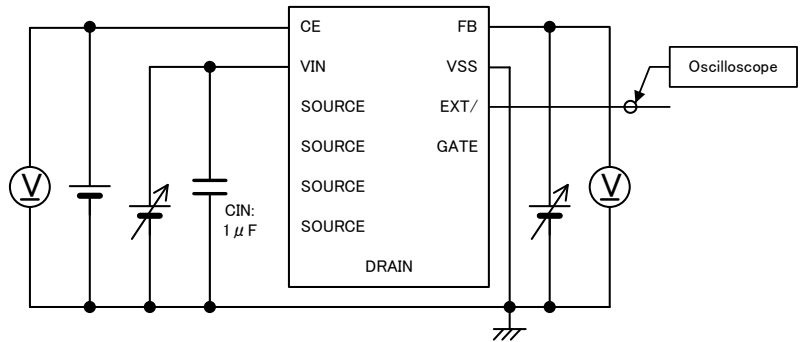 CE
FB
VIN
VSS
Oscilloscope
SOURCE
EXT/
SOURCE
GATE
V
V
SOURCE
CIN:
1μF
SOURCE
DRAIN